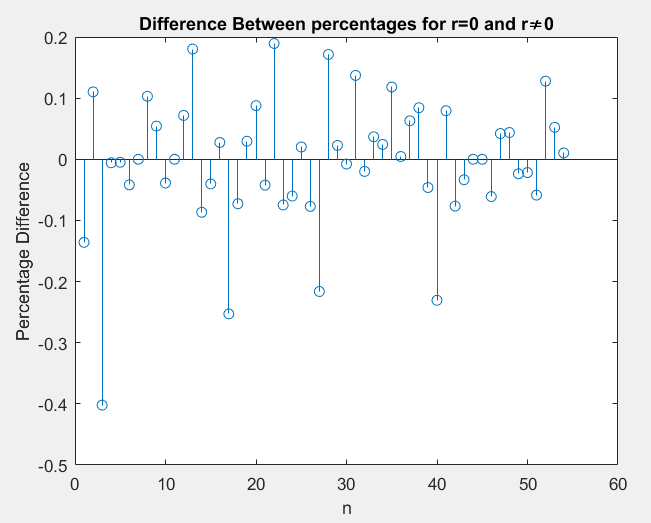 Difference Between percentages for r=0 and r≠0
0.2
0.1
0
-0.1
-0.2
-0.3
-0.4
-0.5
Percentage Difference
0 10 20 30 40 50 60
n